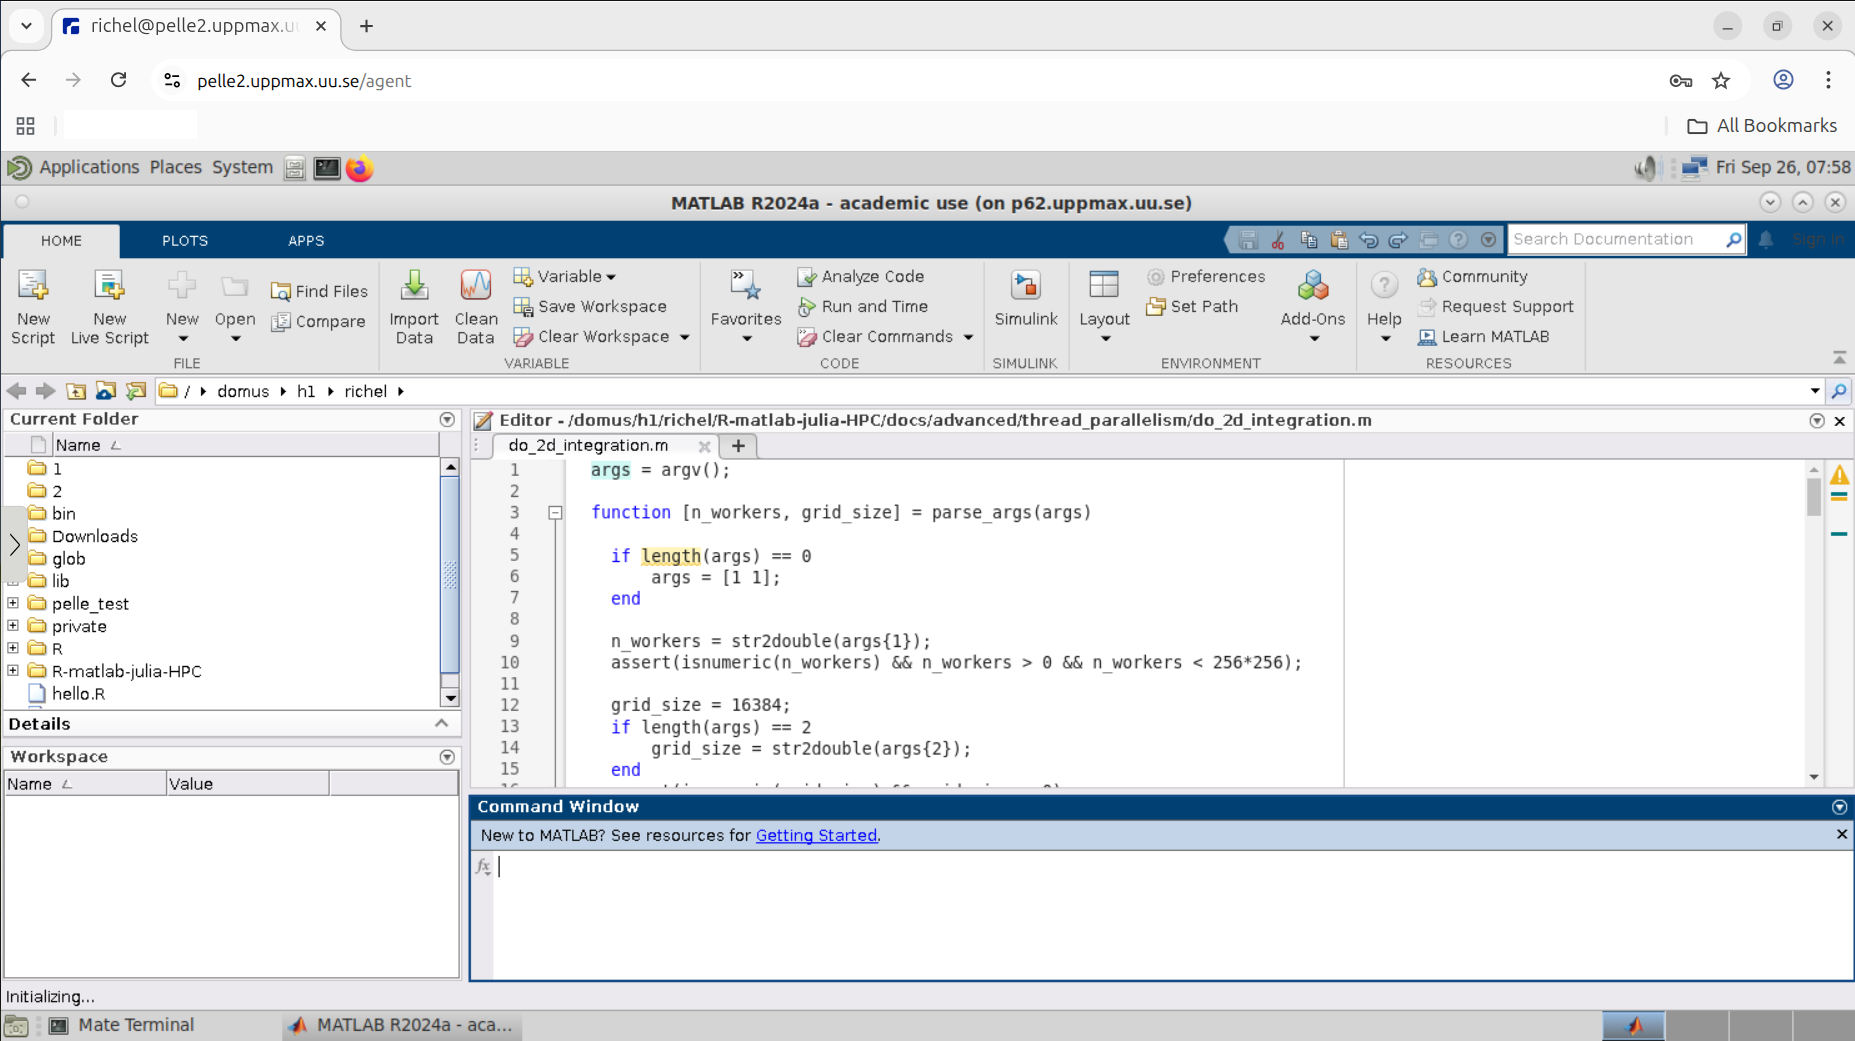 richel@pelle2.uppmax.u
pelle2.uppmax.uu.se/agent
All Bookmarks
Applications Places System
Fri Sep 26, 07:58
MATLAB R2024a - academic use (on p62.uppmax.uu.se)
HOME PLOTS APPS
Search Documentation
Sign In
New Script
New Live Script
New
Open
Find Files
Compare
FILE
Import Data
Clean Data
Variable
Save Workspace
Clear Workspace
VARIABLE
Favorites
Analyze Code
Run and Time
Clear Commands
CODE
Simulink
SIMULINK
Layout
Preferences
Set Path
Add-Ons
ENVIRONMENT
Help
Community
Request Support
Learn MATLAB
RESOURCES
/ domus h1 richel
Current Folder
Name
1
2
bin
Downloads
glob
lib
pelle_test
private
R
R-matlab-julia-HPC
hello.R
Details
Workspace
Name Value
Editor - /domus/h1/richel/R-matlab-julia-HPC/docs/advanced/thread_parallelism/do_2d_integration.m
do_2d_integration.m
1 args = argv();
2
3 function [n_workers, grid_size] = parse_args(args)
4
5 if length(args) == 0
6 args = [1 1];
7 end
8
9 n_workers = str2double(args{1});
10 assert(isnumeric(n_workers) && n_workers > 0 && n_workers < 256*256);
11
12 grid_size = 16384;
13 if length(args) == 2
14 grid_size = str2double(args{2});
15 end
Command Window
New to MATLAB? See resources for Getting Started.
fx
Initializing...
Mate Terminal
MATLAB R2024a - aca...